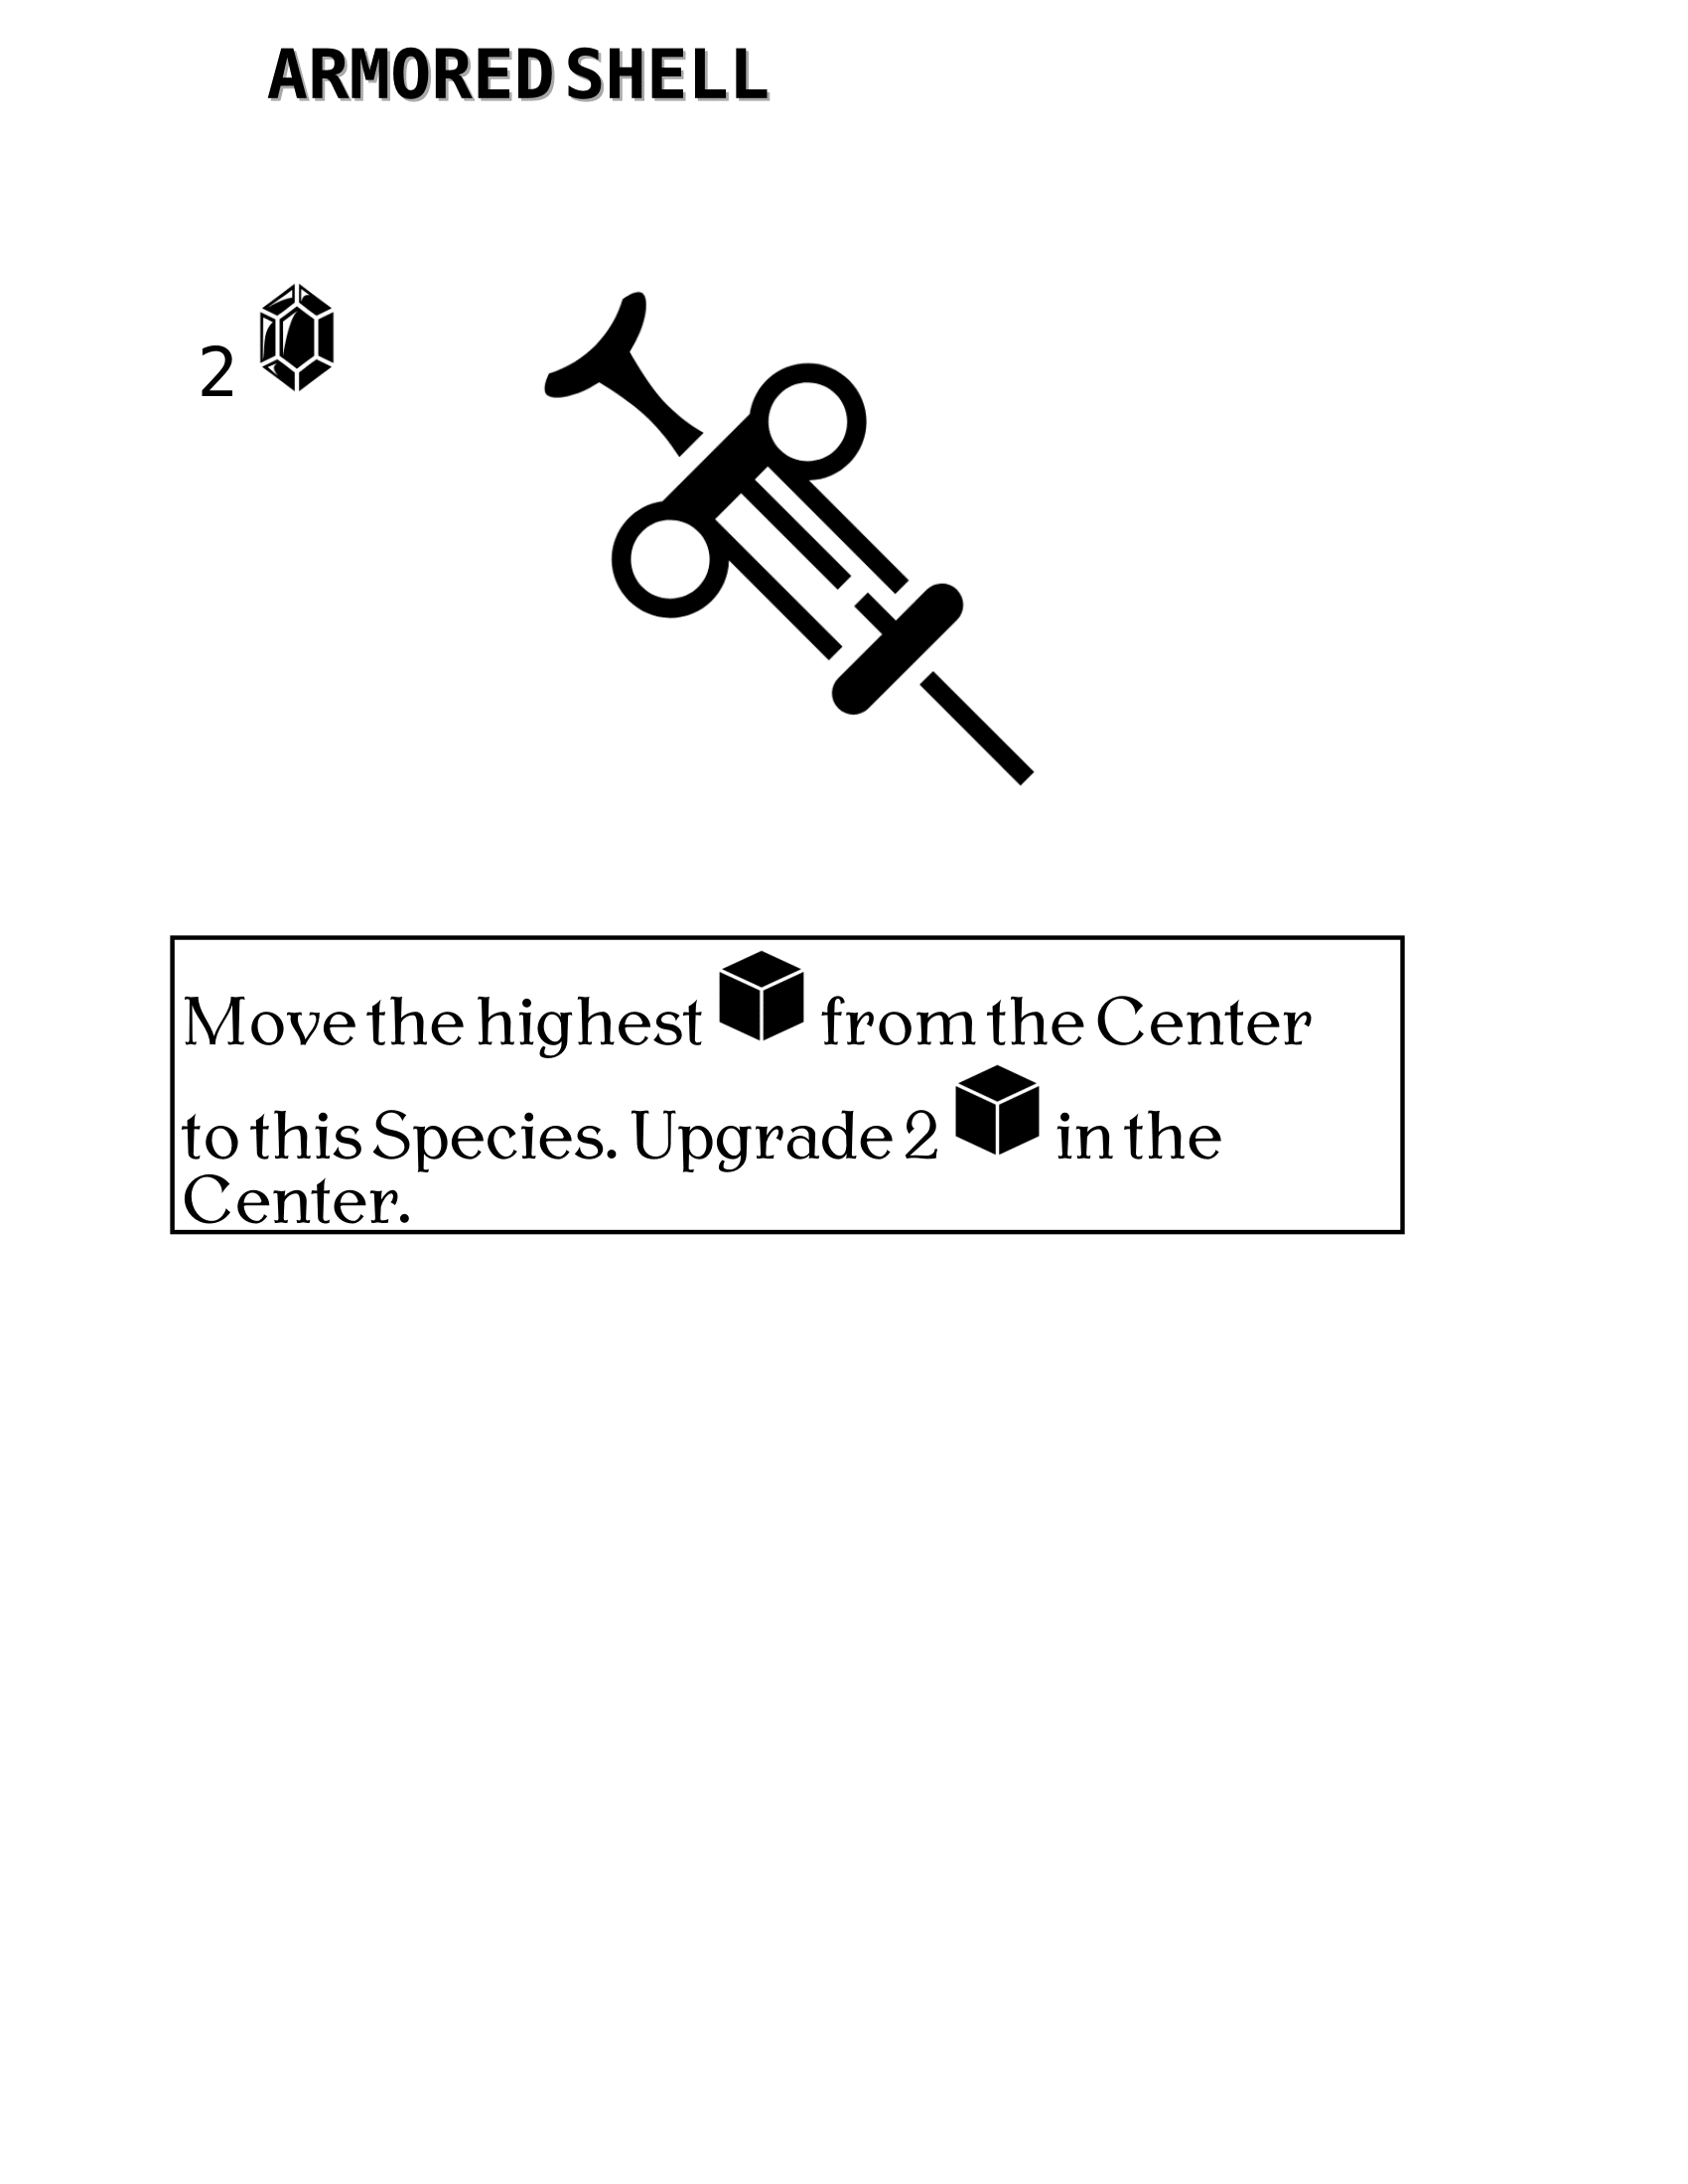 ARMORED SHELL
2
Move the highest from the Center
to this Species. Upgrade 2 in the
Center.